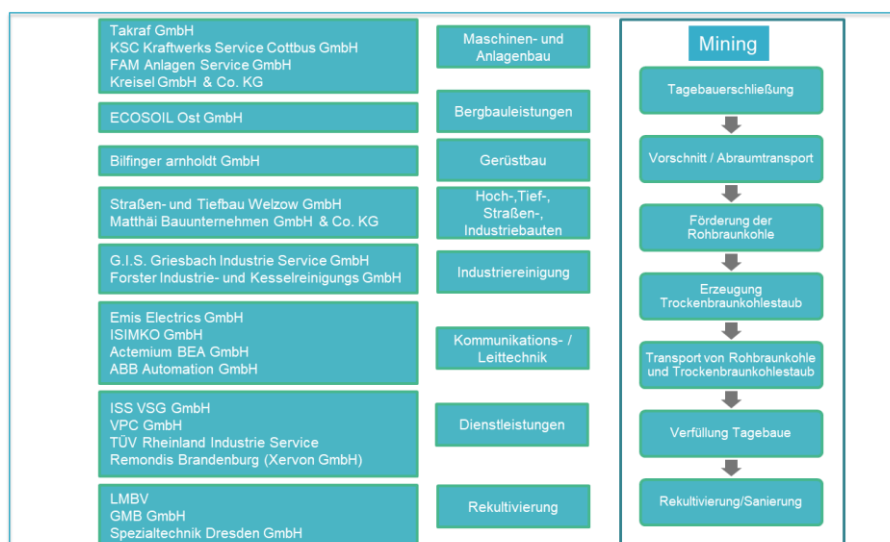 Takraf GmbH
KSC Kraftwerks Service Cottbus GmbH
FAM Anlagen Service GmbH
Kreisel GmbH & Co. KG
Maschinen- und
Anlagenbau
ECOSOIL Ost GmbH
Bergbauleistungen
Bilfinger arnholdt GmbH
Gerüstbau
Straßen- und Tiefbau Welzow GmbH
Matthäi Bauunternehmen GmbH & Co. KG
Hoch-,Tief-,
Straßen-,
Industriebauten
G.I.S. Griesbach Industrie Service GmbH
Forster Industrie- und Kesselreinigungs GmbH
Industriereinigung
Emis Electrics GmbH
ISIMKO GmbH
Actemium BEA GmbH
ABB Automation GmbH
Kommunikations- /
Leittechnik
ISS VSG GmbH
VPC GmbH
TÜV Rheinland Industrie Service
Remondis Brandenburg (Xervon GmbH)
Dienstleistungen
LMBV
GMB GmbH
Spezialtechnik Dresden GmbH
Rekultivierung
Mining
Tagebauerschließung
Vorschnitt / Abraumtransport
Förderung der
Rohbraunkohle
Erzeugung
Trockenbraunkohlestaub
Transport von Rohbraunkohle
und Trockenbraunkohlestaub
Verfüllung Tagebaue
Rekultivierung/Sanierung